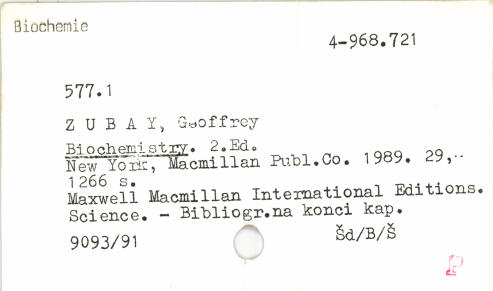 Biochemie
4-968.721
577.1
Z U B A Y, Geoffrey
Biochemistry. 2.Ed.
New York, Macmillan Publ.Co. 1989. 29,-
1266 s.
Maxwell Macmillan International Editions.
Science. - Bibliogr.na konci kap.
9093/91 Šd/B/Š